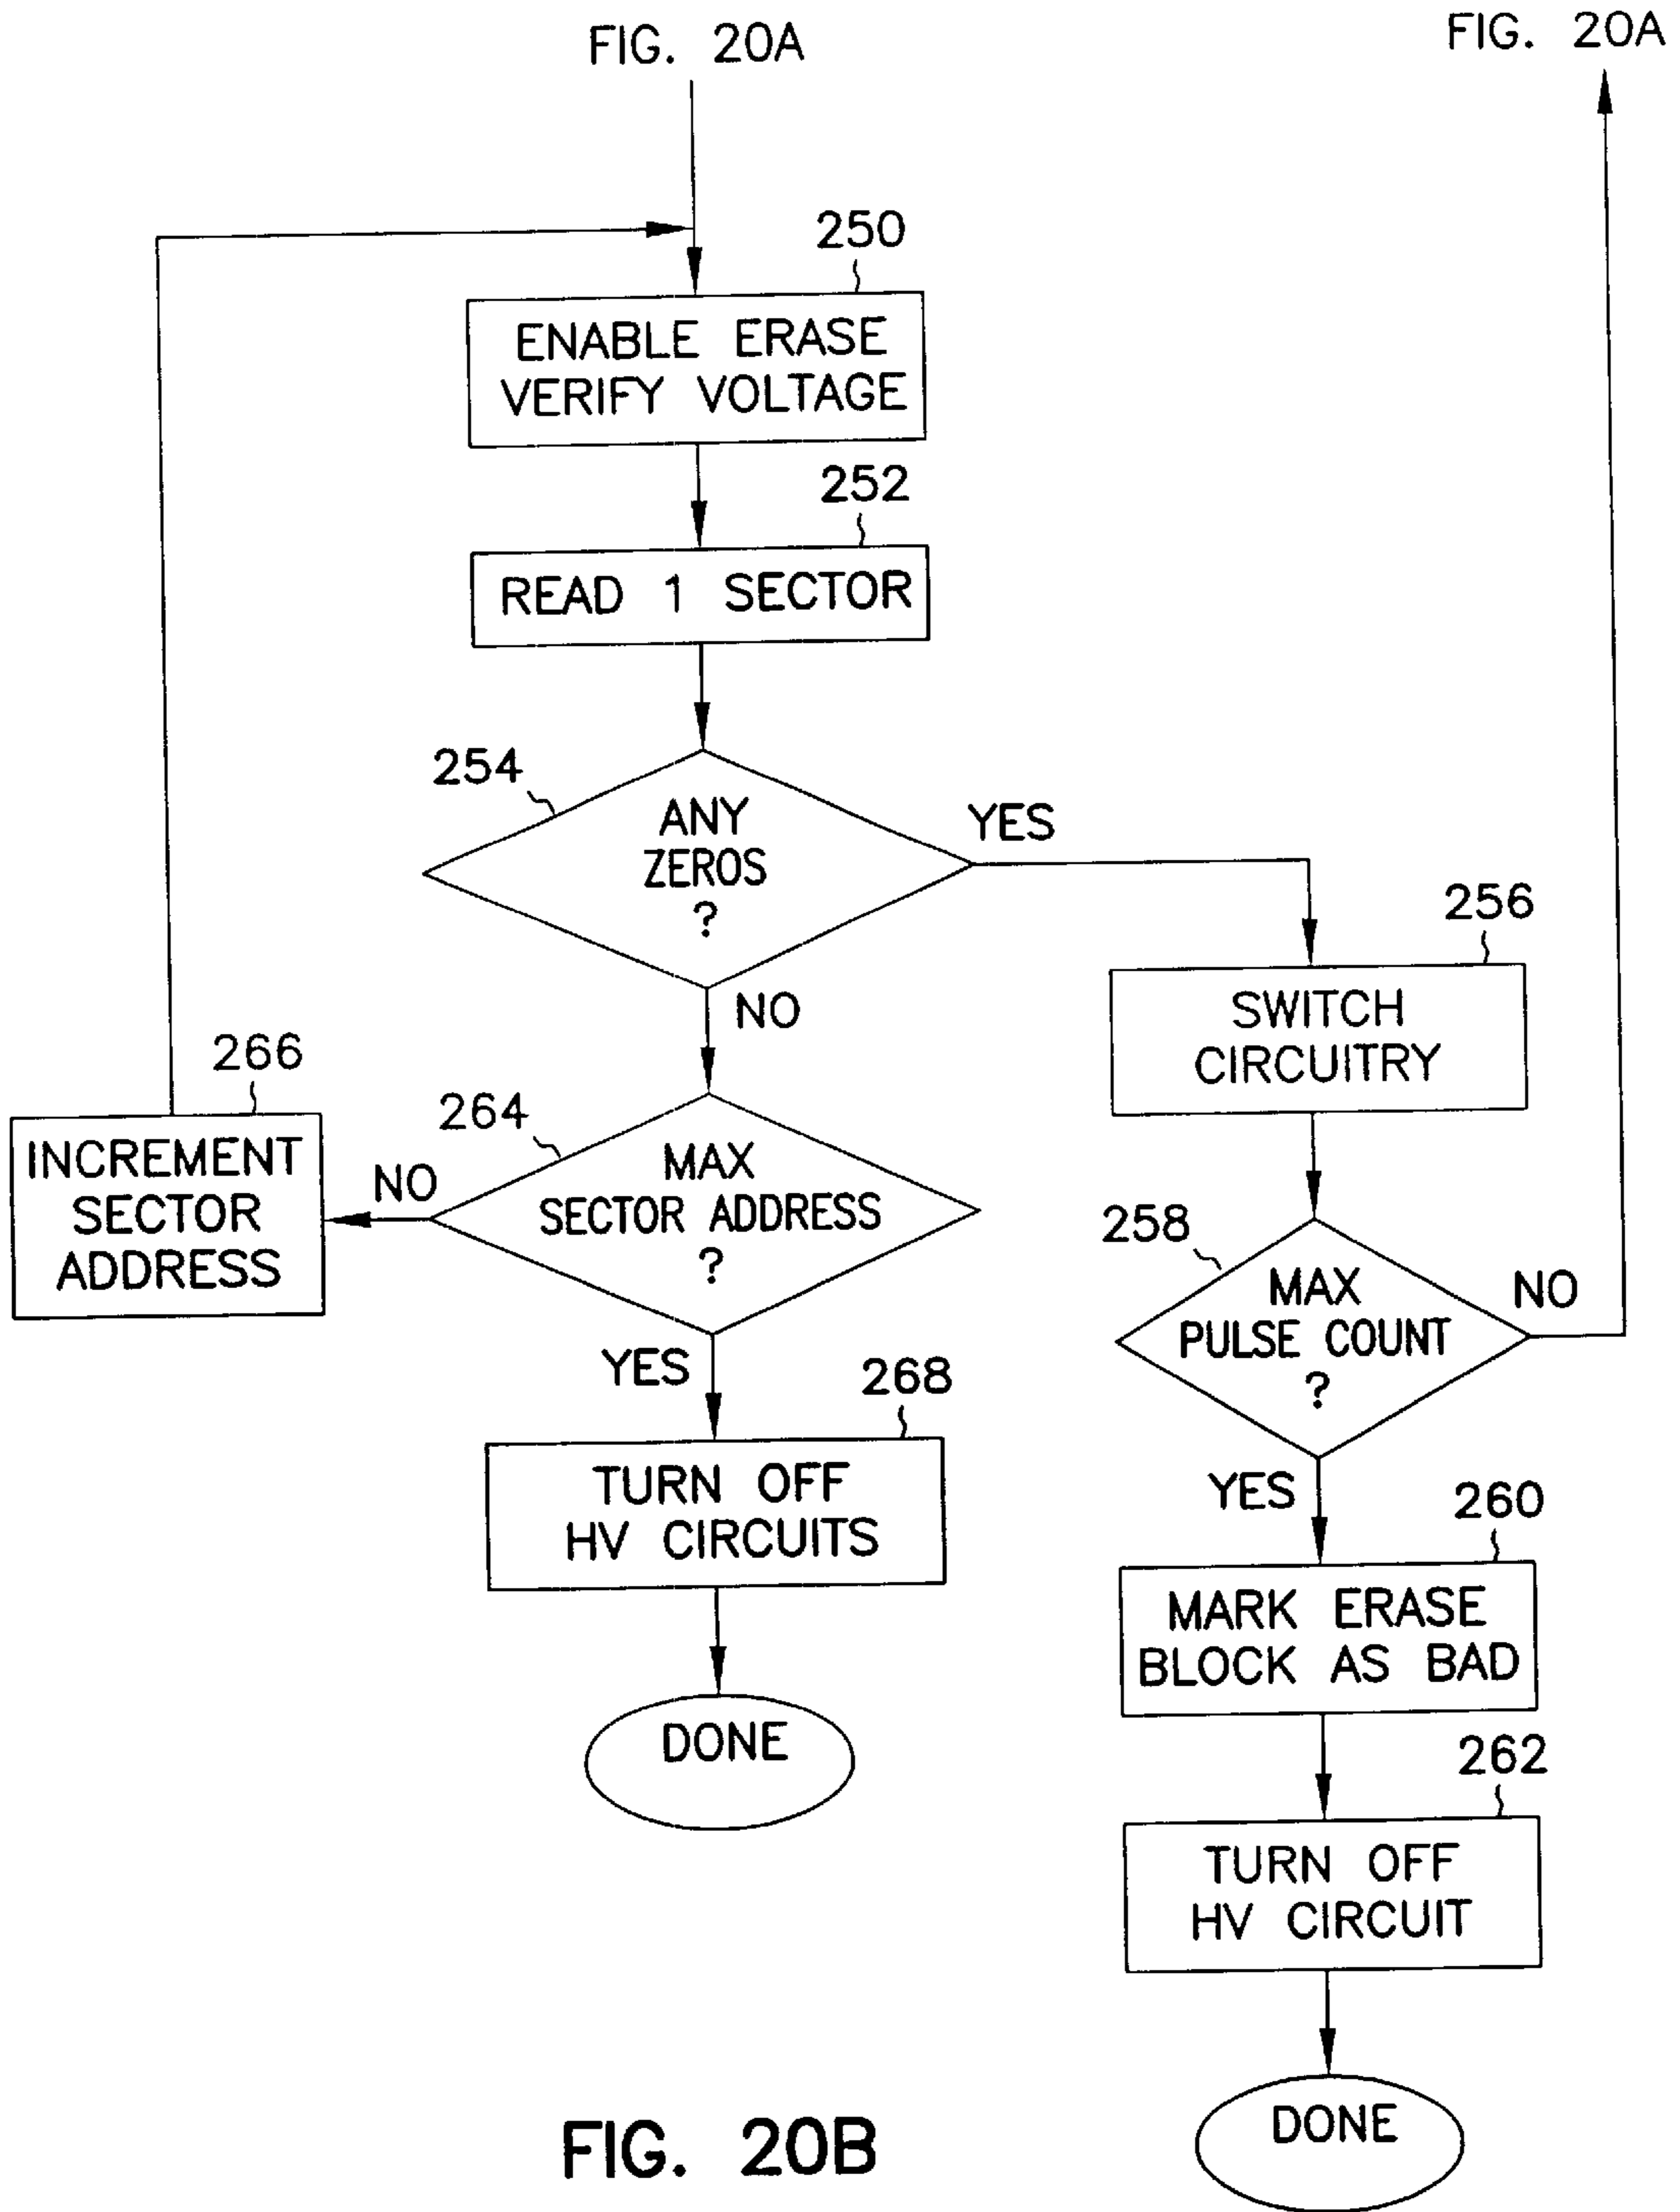 FIG. 20A
FIG. 20A
250
ENABLE ERASE
VERIFY VOLTAGE
252
READ 1 SECTOR
254
ANY
ZEROS
?
YES
NO
256
SWITCH
CIRCUITRY
266
INCREMENT
SECTOR
ADDRESS
NO
264
MAX
SECTOR ADDRESS
?
YES
258
MAX
PULSE COUNT
?
NO
YES
268
TURN OFF
HV CIRCUITS
DONE
260
MARK ERASE
BLOCK AS BAD
262
TURN OFF
HV CIRCUIT
DONE
FIG. 20B